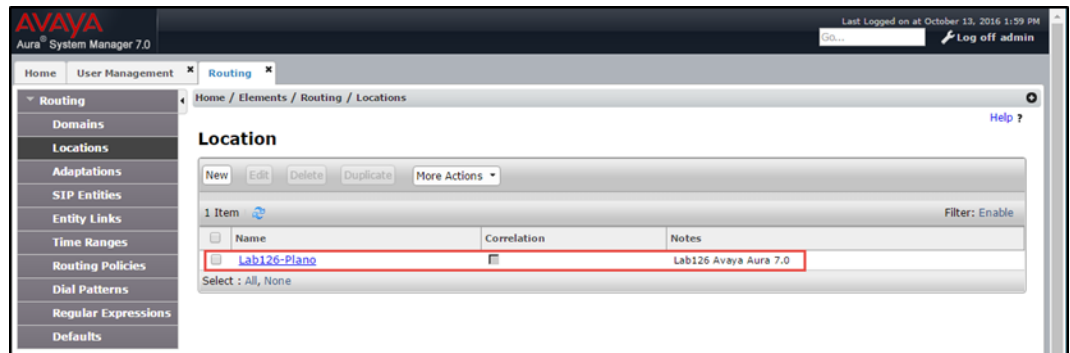 AVAYA
Aura® System Manager 7.0
Last Logged on at October 13, 2016 1:59 PM
Go...
Log off admin
Home
User Management
Routing
Routing
Domains
Locations
Adaptations
SIP Entities
Entity Links
Time Ranges
Routing Policies
Dial Patterns
Regular Expressions
Defaults
Home / Elements / Routing / Locations
Help ?
Location
New Edit Delete Duplicate More Actions
1 Item
Filter: Enable
Name Correlation Notes
Lab126-Plano Lab126 Avaya Aura 7.0
Select : All, None